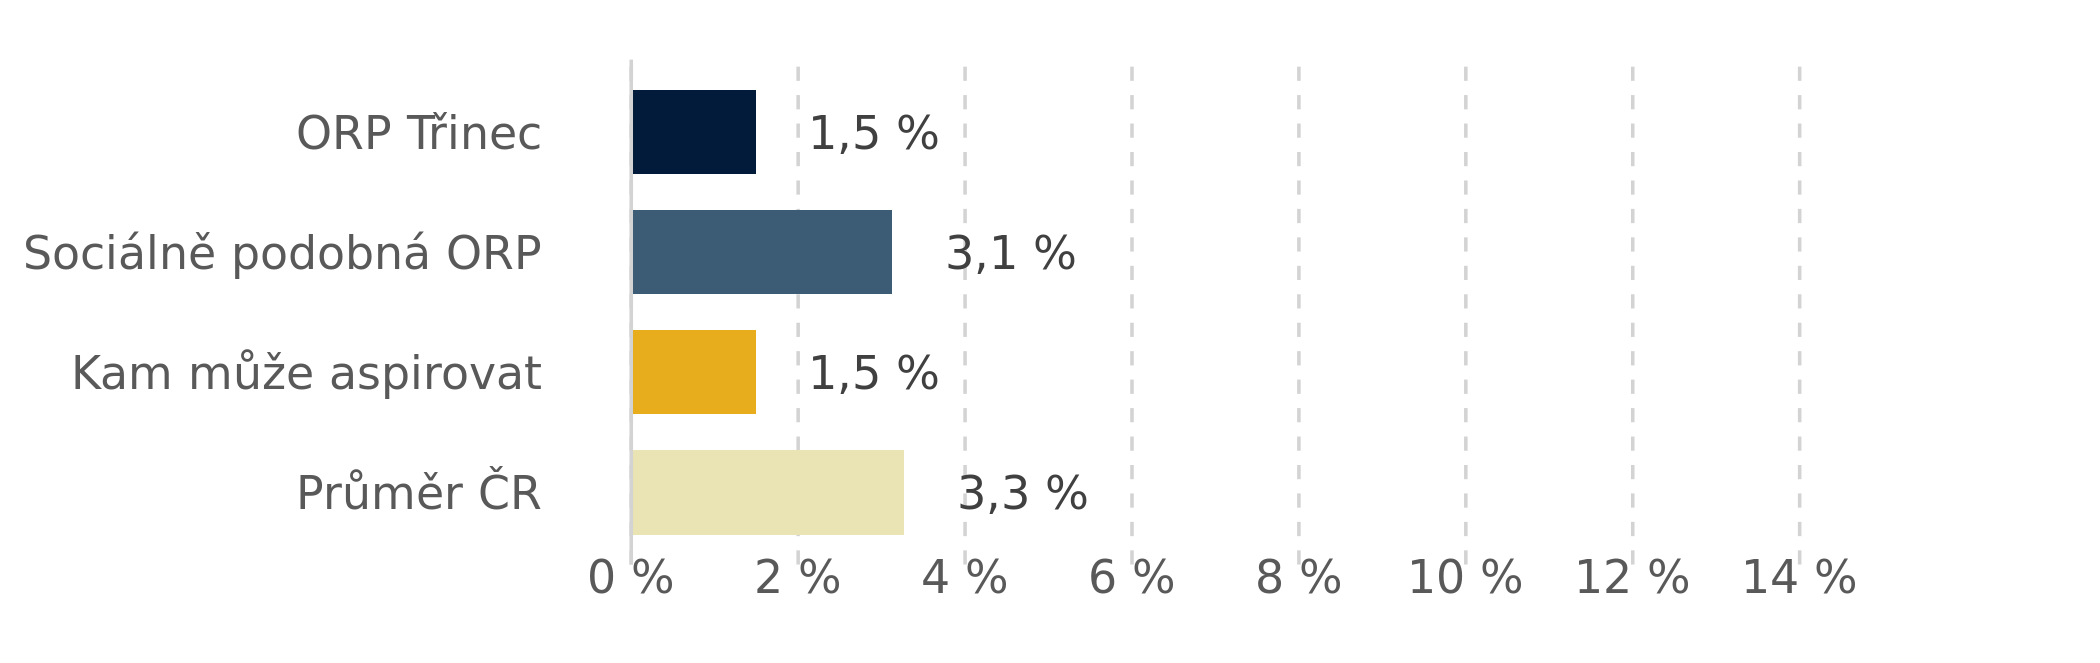 ORP Třinec 1,5 %
Sociálně podobná ORP 3,1 %
Kam může aspirovat 1,5 %
Průměr ČR 3,3 %
0 % 2 % 4 % 6 % 8 % 10 % 12 % 14 %